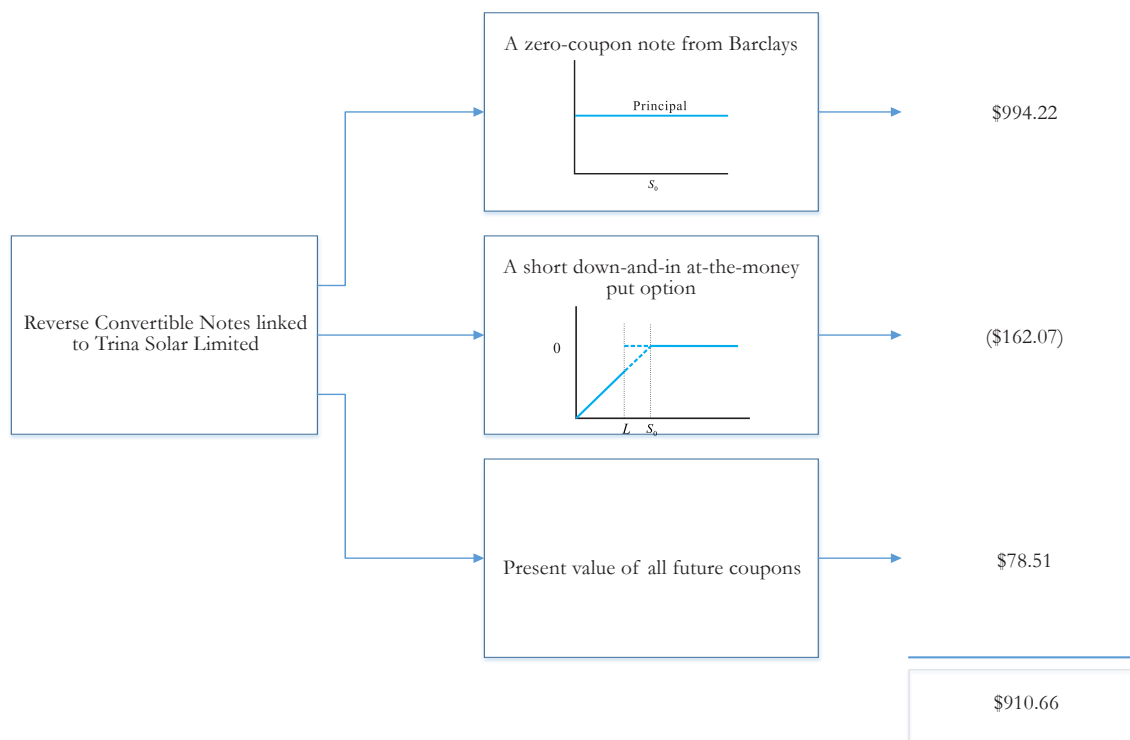 A zero-coupon note from Barclays
Principal
S₀
$994.22
Reverse Convertible Notes linked
to Trina Solar Limited
A short down-and-in at-the-money
put option
0
L S₀
($162.07)
Present value of all future coupons
$78.51
$910.66